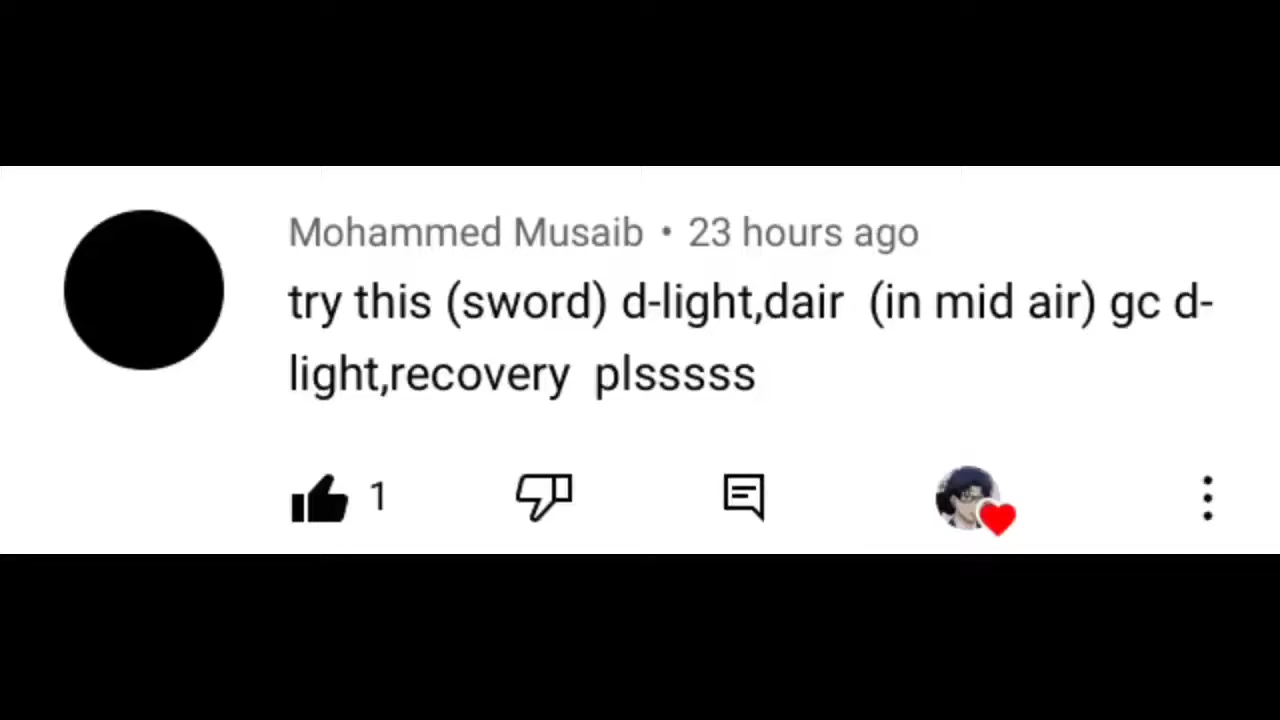 Mohammed Musaib • 23 hours ago
try this (sword) d-light,dair  (in mid air) gc d-
light,recovery  plsssss
1